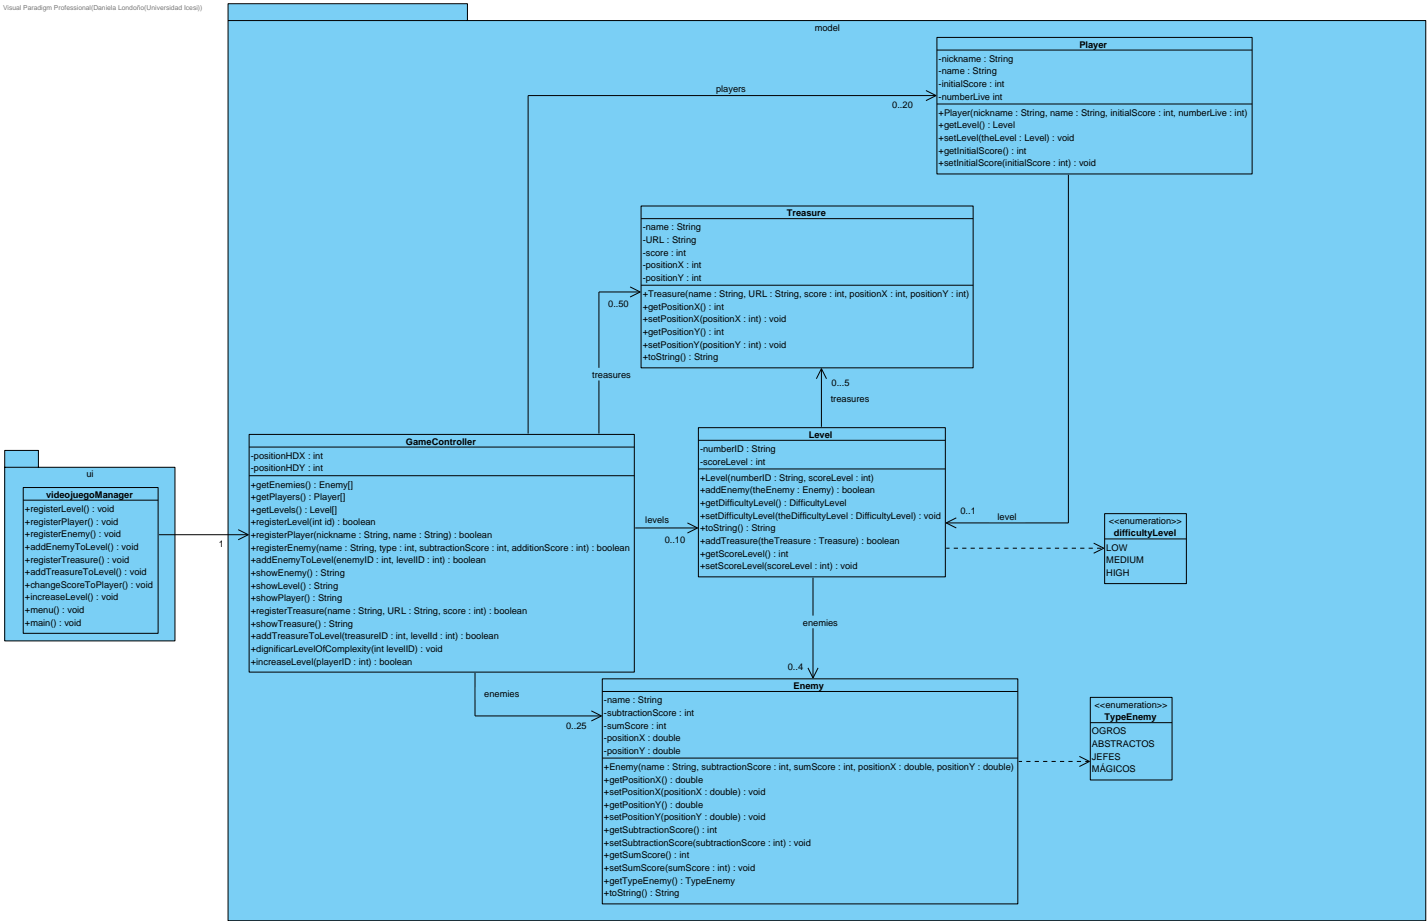 Visual Paradigm Professional(Daniela Londoño(Universidad Icesi))
model
Player
-nickname : String
-name : String
-initialScore : int
-numberLive int
+Player(nickname : String, name : String, initialScore : int, numberLive : int)
+getLevel() : Level
+setLevel(theLevel : Level) : void
+getInitialScore() : int
+setInitialScore(initialScore : int) : void
players
0..20
Treasure
-name : String
-URL : String
-score : int
-positionX : int
-positionY : int
+Treasure(name : String, URL : String, score : int, positionX : int, positionY : int)
+getPositionX() : int
+setPositionX(positionX : int) : void
+getPositionY() : int
+setPositionY(positionY : int) : void
+toString() : String
0..50
treasures
0...5
treasures
GameController
-positionHDX : int
-positionHDY : int
+getEnemies() : Enemy[]
+getPlayers() : Player[]
+getLevels() : Level[]
+registerLevel(int id) : boolean
+registerPlayer(nickname : String, name : String) : boolean
+registerEnemy(name : String, type : int, subtractionScore : int, additionScore : int) : boolean
+addEnemyToLevel(enemyID : int, levelID : int) : boolean
+showEnemy() : String
+showLevel() : String
+showPlayer() : String
+registerTreasure(name : String, URL : String, score : int) : boolean
+showTreasure() : String
+addTreasureToLevel(treasureID : int, levelId : int) : boolean
+dignificarLevelOfComplexity(int levelID) : void
+increaseLevel(playerID : int) : boolean
Level
-numberID : String
-scoreLevel : int
+Level(numberID : String, scoreLevel : int)
+addEnemy(theEnemy : Enemy) : boolean
+getDifficultyLevel() : DifficultyLevel
+setDifficultyLevel(theDifficultyLevel : DifficultyLevel) : void
+toString() : String
+addTreasure(theTreasure : Treasure) : boolean
+getScoreLevel() : int
+setScoreLevel(scoreLevel : int) : void
levels
0..10
0..1
level
<<enumeration>>
difficultyLevel
LOW
MEDIUM
HIGH
ui
videojuegoManager
+registerLevel() : void
+registerPlayer() : void
+registerEnemy() : void
+addEnemyToLevel() : void
+registerTreasure() : void
+addTreasureToLevel() : void
+changeScoreToPlayer() : void
+increaseLevel() : void
+menu() : void
+main() : void
1
enemies
0..4
enemies
0..25
Enemy
-name : String
-subtractionScore : int
-sumScore : int
-positionX : double
-positionY : double
+Enemy(name : String, subtractionScore : int, sumScore : int, positionX : double, positionY : double)
+getPositionX() : double
+setPositionX(positionX : double) : void
+getPositionY() : double
+setPositionY(positionY : double) : void
+getSubtractionScore() : int
+setSubtractionScore(subtractionScore : int) : void
+getSumScore() : int
+setSumScore(sumScore : int) : void
+getTypeEnemy() : TypeEnemy
+toString() : String
<<enumeration>>
TypeEnemy
OGROS
ABSTRACTOS
JEFES
MÁGICOS